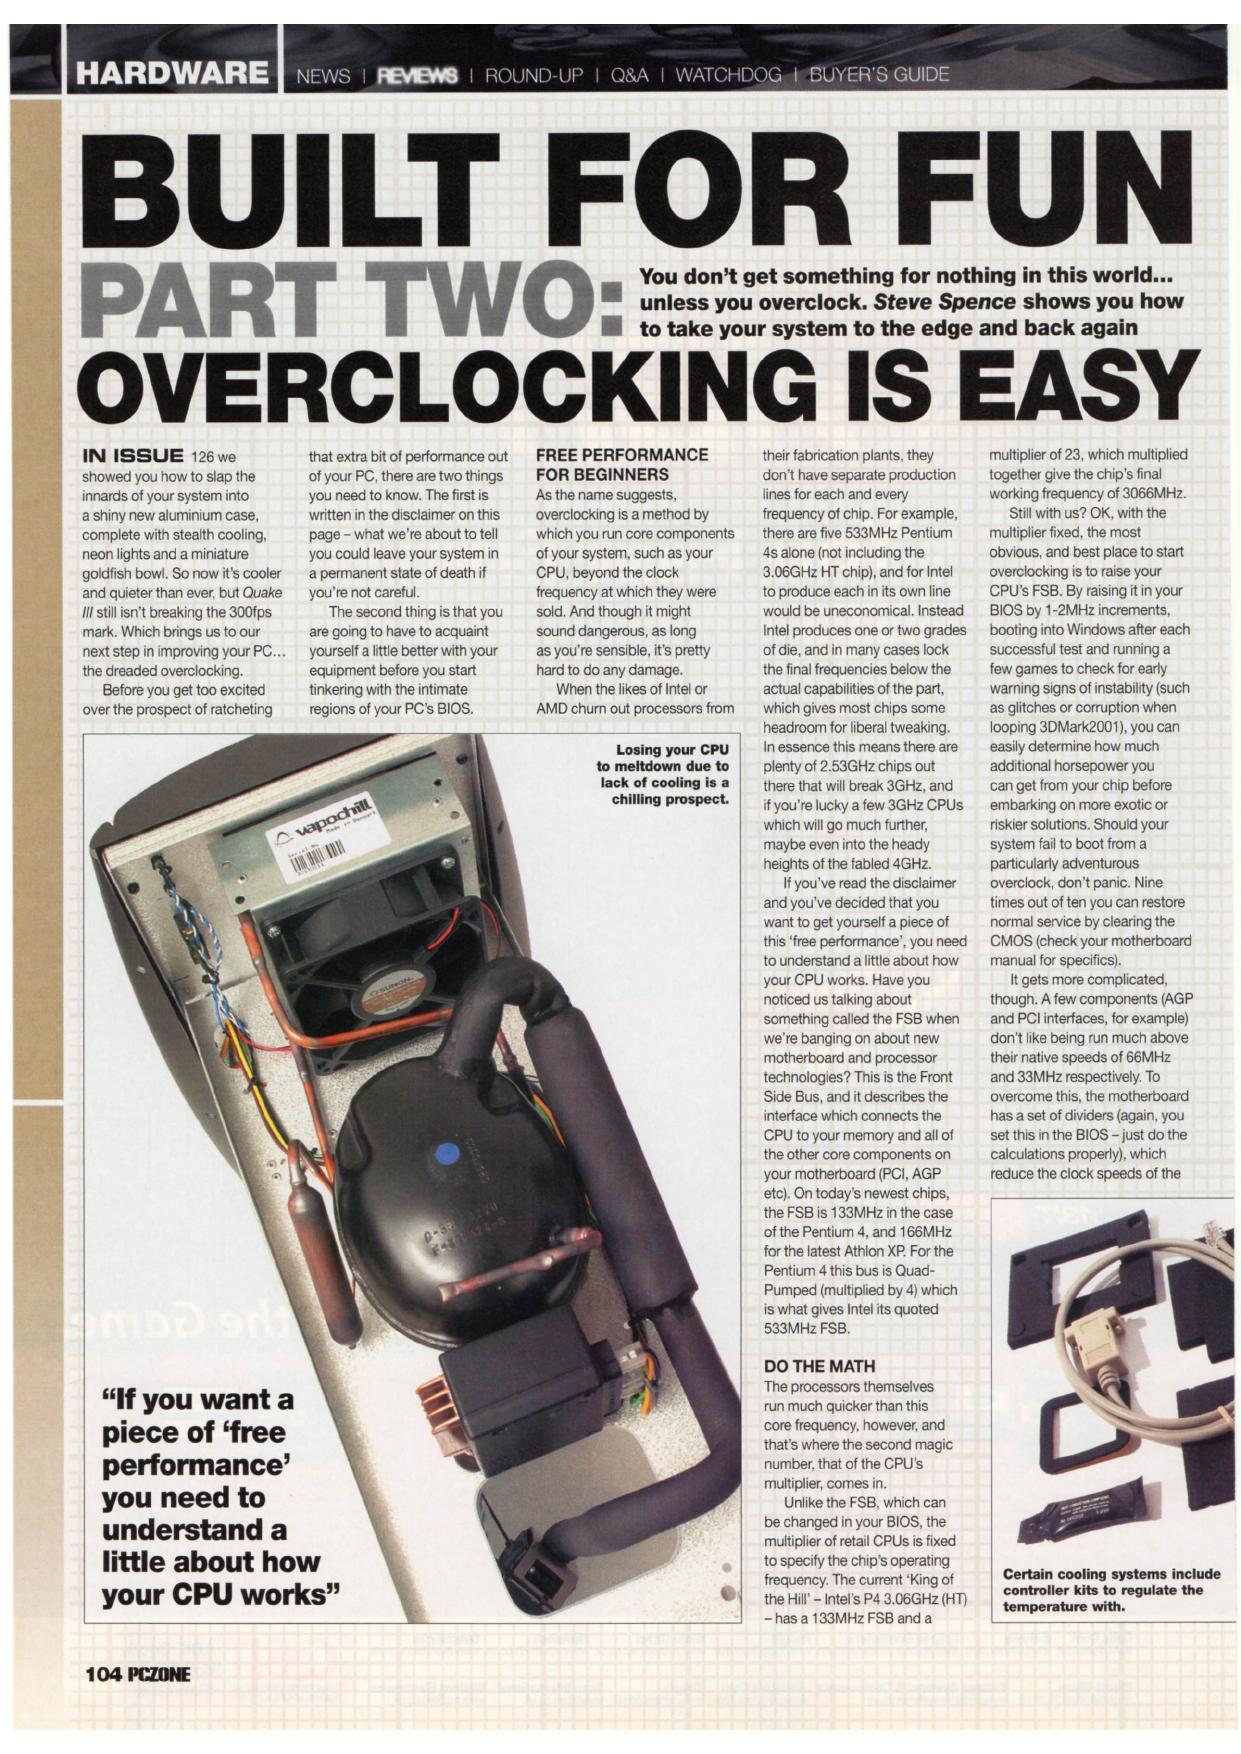 HARDWARE
NEWS | REVIEWS | ROUND-UP | Q&A | WATCHDOG | BUYER'S GUIDE
BUILT FOR FUN
PART TWO:
You don't get something for nothing in this world...
unless you overclock. Steve Spence shows you how
to take your system to the edge and back again
OVERCLOCKING IS EASY
IN ISSUE 126 we
showed you how to slap the
innards of your system into
a shiny new aluminium case,
complete with stealth cooling,
neon lights and a miniature
goldfish bowl. So now it's cooler
and quieter than ever, but Quake
III still isn't breaking the 300fps
mark. Which brings us to our
next step in improving your PC...
the dreaded overclocking.
Before you get too excited
over the prospect of ratcheting
that extra bit of performance out
of your PC, there are two things
you need to know. The first is
written in the disclaimer on this
page – what we're about to tell
you could leave your system in
a permanent state of death if
you're not careful.
The second thing is that you
are going to have to acquaint
yourself a little better with your
equipment before you start
tinkering with the intimate
regions of your PC's BIOS.
FREE PERFORMANCE
FOR BEGINNERS
As the name suggests,
overclocking is a method by
which you run core components
of your system, such as your
CPU, beyond the clock
frequency at which they were
sold. And though it might
sound dangerous, as long
as you're sensible, it's pretty
hard to do any damage.
When the likes of Intel or
AMD churn out processors from
their fabrication plants, they
don't have separate production
lines for each and every
frequency of chip. For example,
there are five 533MHz Pentium
4s alone (not including the
3.06GHz HT chip), and for Intel
to produce each in its own line
would be uneconomical. Instead
Intel produces one or two grades
of die, and in many cases lock
the final frequencies below the
actual capabilities of the part,
which gives most chips some
headroom for liberal tweaking.
In essence this means there are
plenty of 2.53GHz chips out
there that will break 3GHz, and
if you're lucky a few 3GHz CPUs
which will go much further,
maybe even into the heady
heights of the fabled 4GHz.
If you've read the disclaimer
and you've decided that you
want to get yourself a piece of
this 'free performance', you need
to understand a little about how
your CPU works. Have you
noticed us talking about
something called the FSB when
we're banging on about new
motherboard and processor
technologies? This is the Front
Side Bus, and it describes the
interface which connects the
CPU to your memory and all of
the other core components on
your motherboard (PCI, AGP
etc). On today's newest chips,
the FSB is 133MHz in the case
of the Pentium 4, and 166MHz
for the latest Athlon XP. For the
Pentium 4 this bus is Quad-
Pumped (multiplied by 4) which
is what gives Intel its quoted
533MHz FSB.
DO THE MATH
The processors themselves
run much quicker than this
core frequency, however, and
that's where the second magic
number, that of the CPU's
multiplier, comes in.
Unlike the FSB, which can
be changed in your BIOS, the
multiplier of retail CPUs is fixed
to specify the chip's operating
frequency. The current 'King of
the Hill' – Intel's P4 3.06GHz (HT)
– has a 133MHz FSB and a
multiplier of 23, which multiplied
together give the chip's final
working frequency of 3066MHz.
Still with us? OK, with the
multiplier fixed, the most
obvious, and best place to start
overclocking is to raise your
CPU's FSB. By raising it in your
BIOS by 1-2MHz increments,
booting into Windows after each
successful test and running a
few games to check for early
warning signs of instability (such
as glitches or corruption when
looping 3DMark2001), you can
easily determine how much
additional horsepower you
can get from your chip before
embarking on more exotic or
riskier solutions. Should your
system fail to boot from a
particularly adventurous
overclock, don't panic. Nine
times out of ten you can restore
normal service by clearing the
CMOS (check your motherboard
manual for specifics).
It gets more complicated,
though. A few components (AGP
and PCI interfaces, for example)
don't like being run much above
their native speeds of 66MHz
and 33MHz respectively. To
overcome this, the motherboard
has a set of dividers (again, you
set this in the BIOS – just do the
calculations properly), which
reduce the clock speeds of the
Losing your CPU
to meltdown due to
lack of cooling is a
chilling prospect.
vapochill
Made in Denmark
Serial No
SUNON
"If you want a
piece of 'free
performance'
you need to
understand a
little about how
your CPU works"
Certain cooling systems include
controller kits to regulate the
temperature with.
104 PCZONE